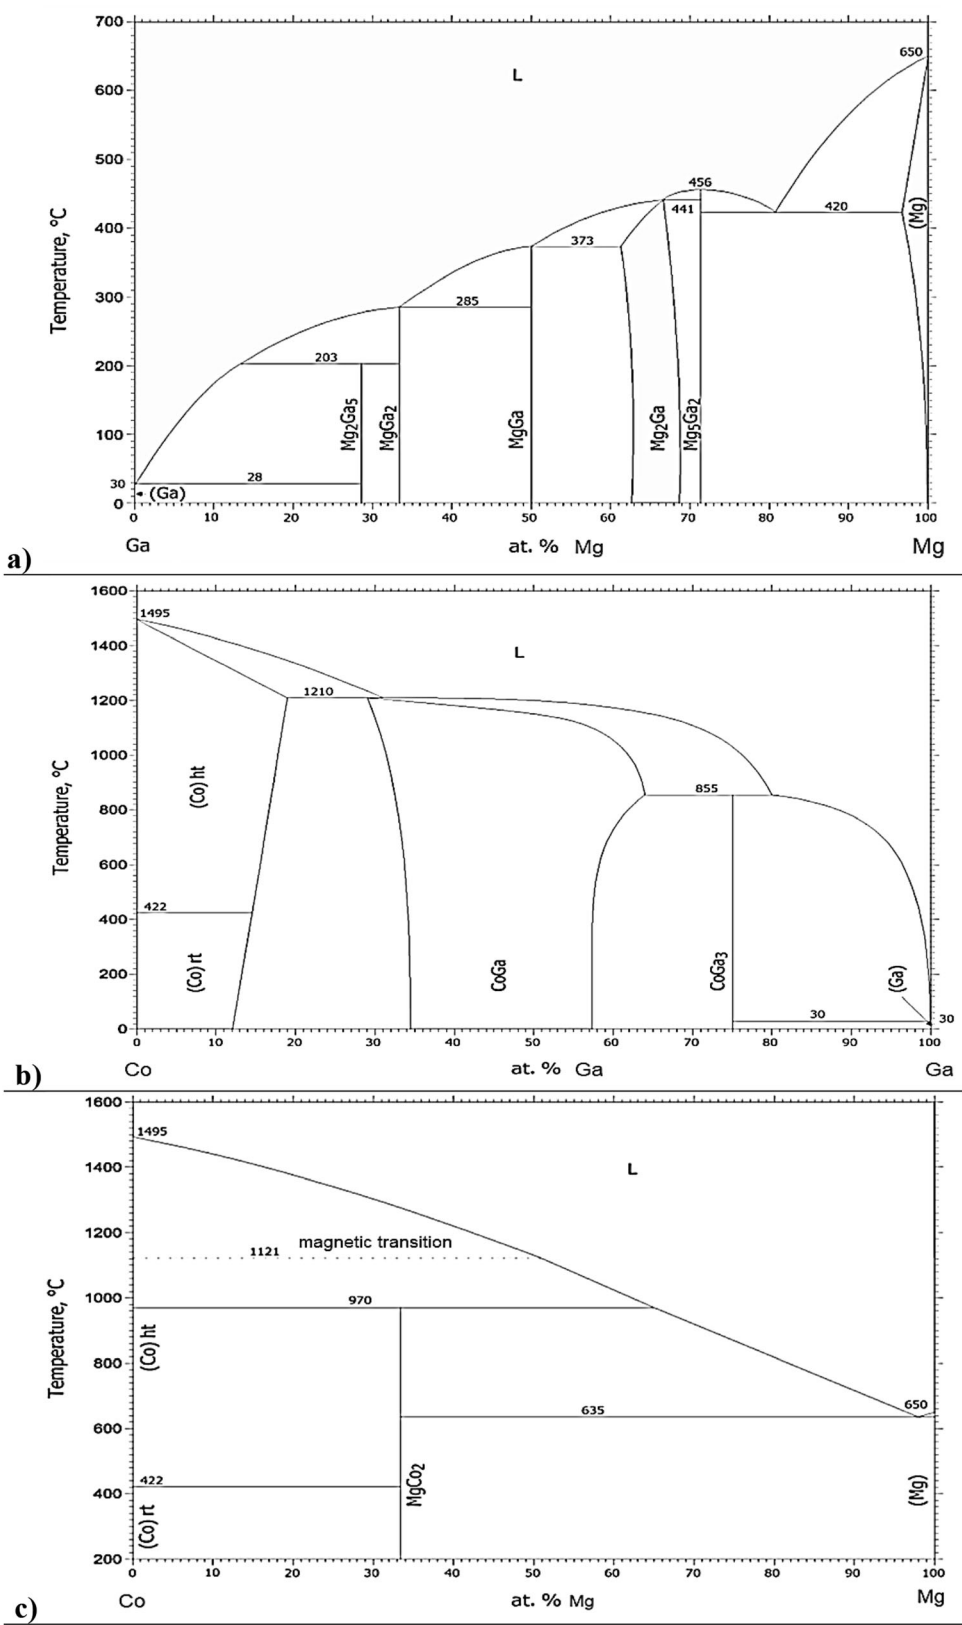 700
600
500
400
300
200
100
30
0
Temperature, °C
L
650
456
441
420
373
285
203
28
(Ga)
Mg₂Ga₅
MgGa₂
MgGa
Mg₂Ga
Mg₅Ga₂
(Mg)
0 10 20 30 40 50 60 70 80 90 100
Ga at. % Mg Mg
a)
1600
1400
1200
1000
800
600
400
200
0
Temperature, °C
1495
L
1210
855
422
30
30
(Co) ht
(Co) rt
CoGa
CoGa₃
(Ga)
0 10 20 30 40 50 60 70 80 90 100
Co at. % Ga Ga
b)
1600
1400
1200
1000
800
600
400
200
Temperature, °C
1495
L
magnetic transition
1121
970
650
635
422
(Co) ht
(Co) rt
MgCo₂
(Mg)
0 10 20 30 40 50 60 70 80 90 100
Co at. % Mg Mg
c)